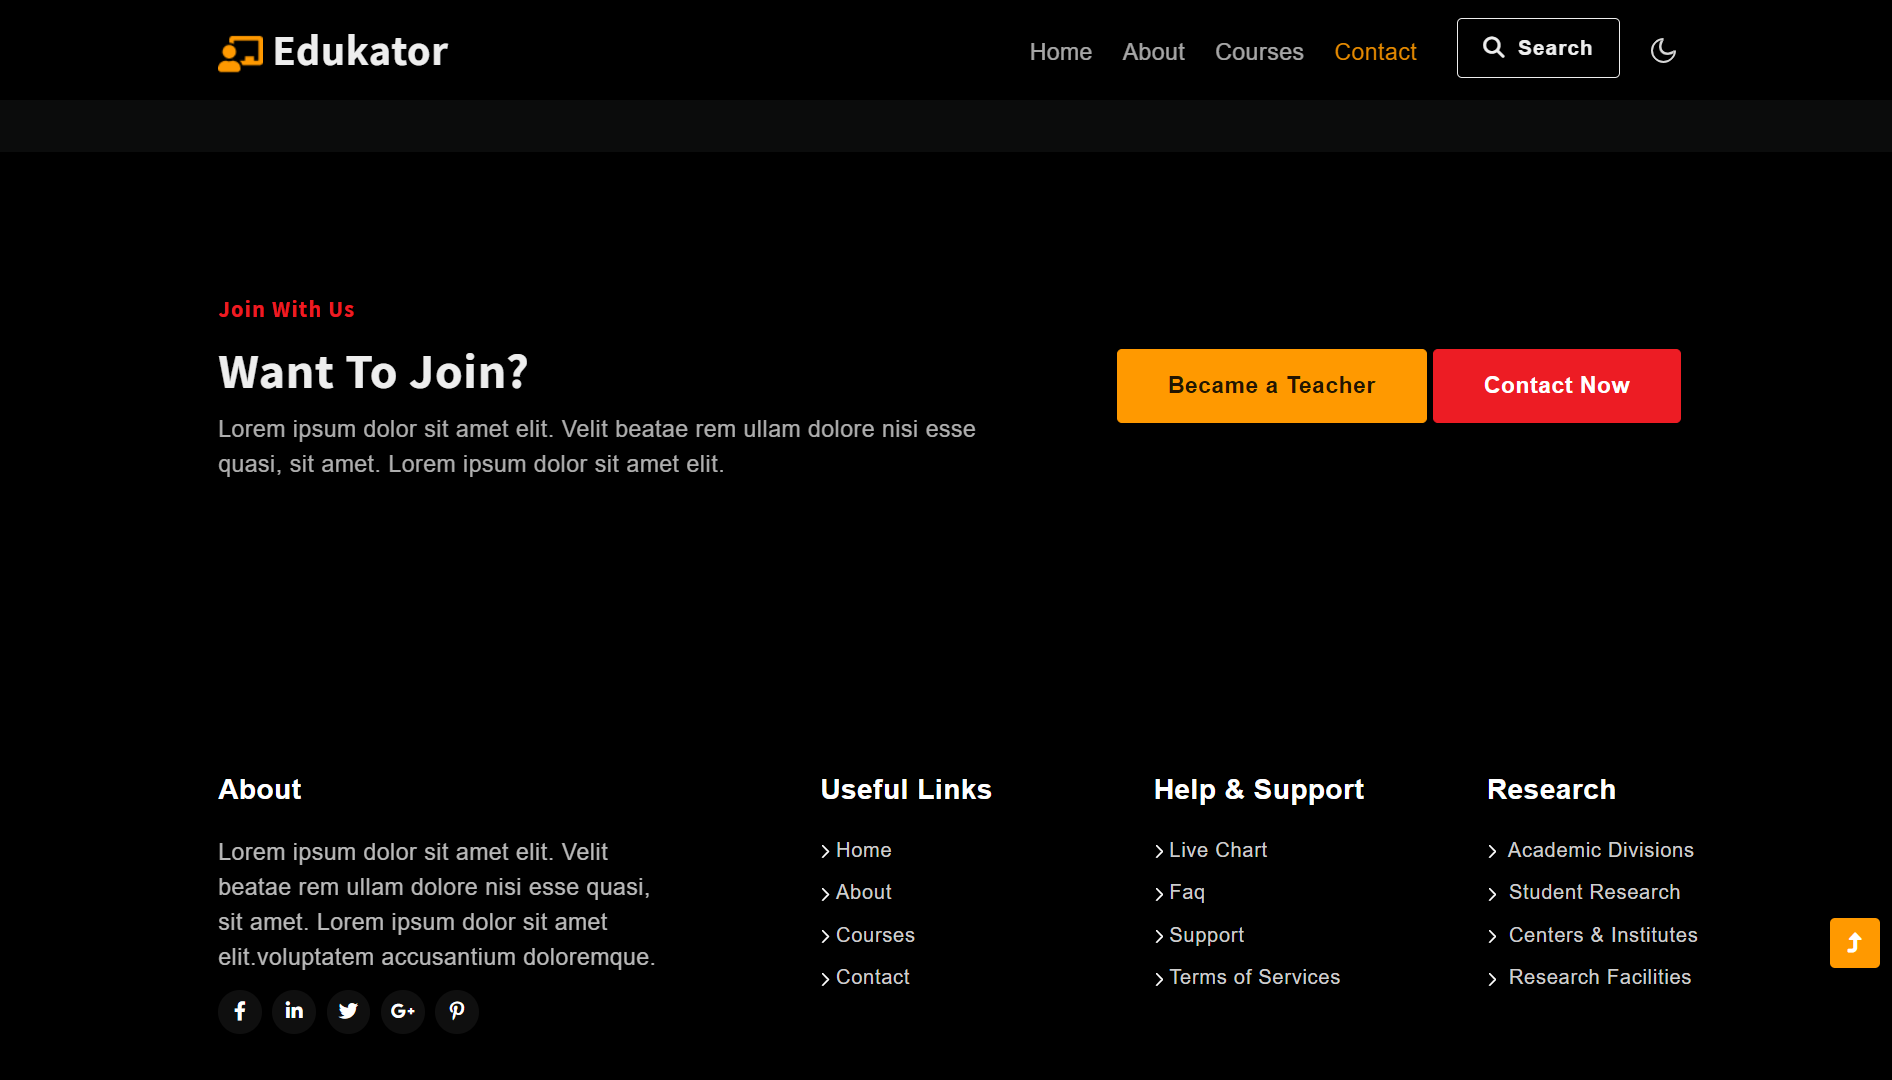 Edukator
Home About Courses Contact Search
Join With Us
Want To Join?
Lorem ipsum dolor sit amet elit. Velit beatae rem ullam dolore nisi esse
quasi, sit amet. Lorem ipsum dolor sit amet elit.
Became a Teacher
Contact Now
About
Lorem ipsum dolor sit amet elit. Velit
beatae rem ullam dolore nisi esse quasi,
sit amet. Lorem ipsum dolor sit amet
elit.voluptatem accusantium doloremque.
Useful Links
Home
About
Courses
Contact
Help & Support
Live Chart
Faq
Support
Terms of Services
Research
Academic Divisions
Student Research
Centers & Institutes
Research Facilities